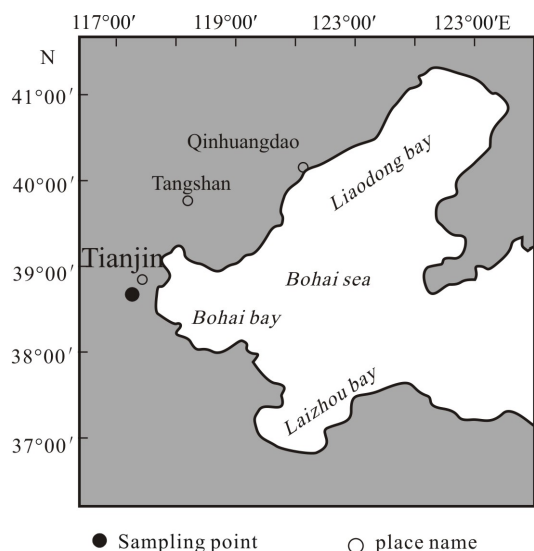 117°00′ 119°00′ 123°00′ 123°00′E
N
41°00′
Qinhuangdao
Liaodong bay
40°00′
Tangshan
Tianjin
39°00′
Bohai sea
Bohai bay
38°00′
Laizhou bay
37°00′
Sampling point
place name